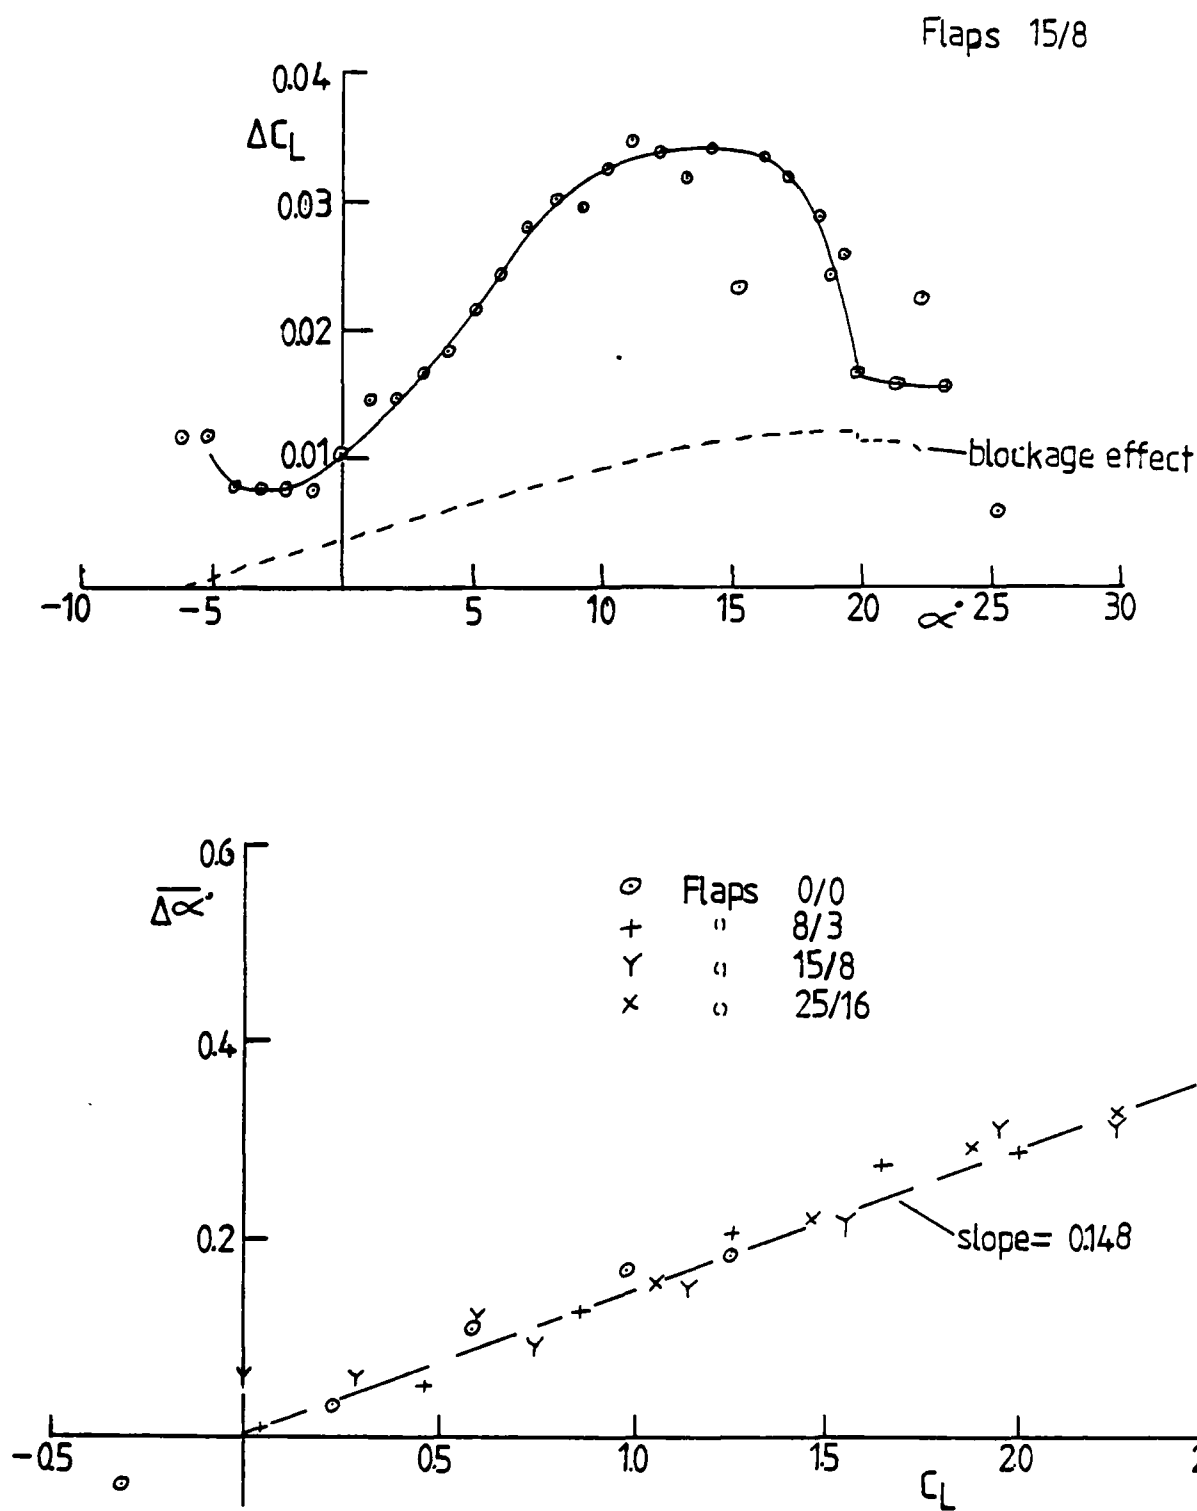 Flaps 15/8
0.04
ΔCL
0.03
0.02
0.01
blockage effect
-10 -5 5 10 15 20 α° 25 30
0.6
Δα°
⊙ Flaps 0/0
+ " 8/3
Y " 15/8
× " 25/16
0.4
0.2
slope= 0.148
-0.5 0.5 1.0 1.5 2.0
CL